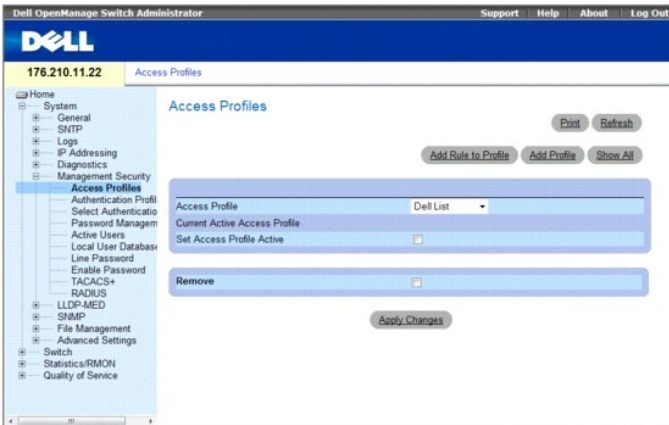 Dell OpenManage Switch Administrator
Support Help About Log Out
DELL
176.210.11.22
Access Profiles
Home
System
General
SNTP
Logs
IP Addressing
Diagnostics
Management Security
Access Profiles
Authentication Profil
Select Authenticatio
Password Managem
Active Users
Local User Databas
Line Password
Enable Password
TACACS+
RADIUS
LLDP-MED
SNMP
File Management
Advanced Settings
Switch
Statistics/RMON
Quality of Service
Access Profiles
Print Refresh
Add Rule to Profile Add Profile Show All
Access Profile Dell List
Current Active Access Profile
Set Access Profile Active
Remove
Apply Changes